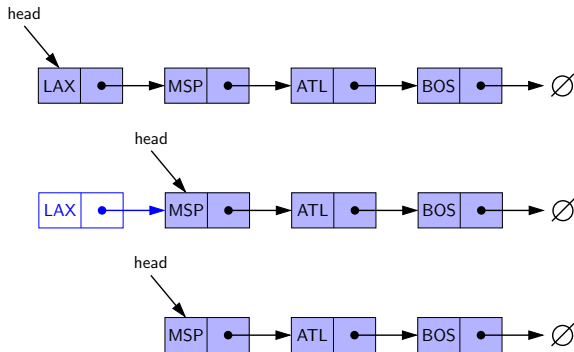 head
LAX MSP ATL BOS ∅
head
LAX MSP ATL BOS ∅
head
MSP ATL BOS ∅